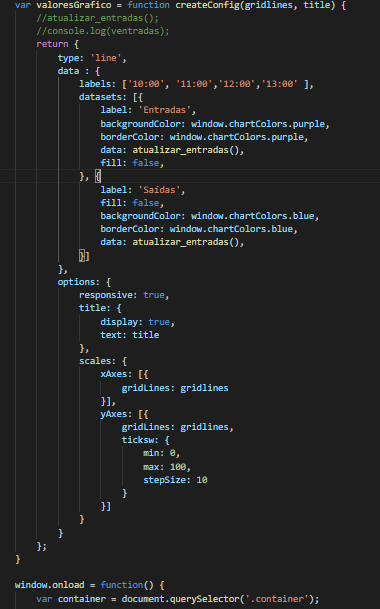 var valoresGrafico = function createConfig(gridlines, title) {
    //atualizar_entradas();
    //console.log(ventradas);
    return {
        type: 'line',
        data : {
            labels: ['10:00', '11:00','12:00','13:00' ],
            datasets: [{
                label: 'Entradas',
                backgroundColor: window.chartColors.purple,
                borderColor: window.chartColors.purple,
                data: atualizar_entradas(),
                fill: false,
            }, {
                label: 'Saídas',
                fill: false,
                backgroundColor: window.chartColors.blue,
                borderColor: window.chartColors.blue,
                data: atualizar_entradas(),
            }]
        },
        options: {
            responsive: true,
            title: {
                display: true,
                text: title
            },
            scales: {
                xAxes: [{
                    gridLines: gridlines
                }],
                yAxes: [{
                    gridLines: gridlines,
                    ticksw: {
                        min: 0,
                        max: 100,
                        stepSize: 10
                    }
                }]
            }
        }
    };
}
window.onload = function() {
    var container = document.querySelector('.container');